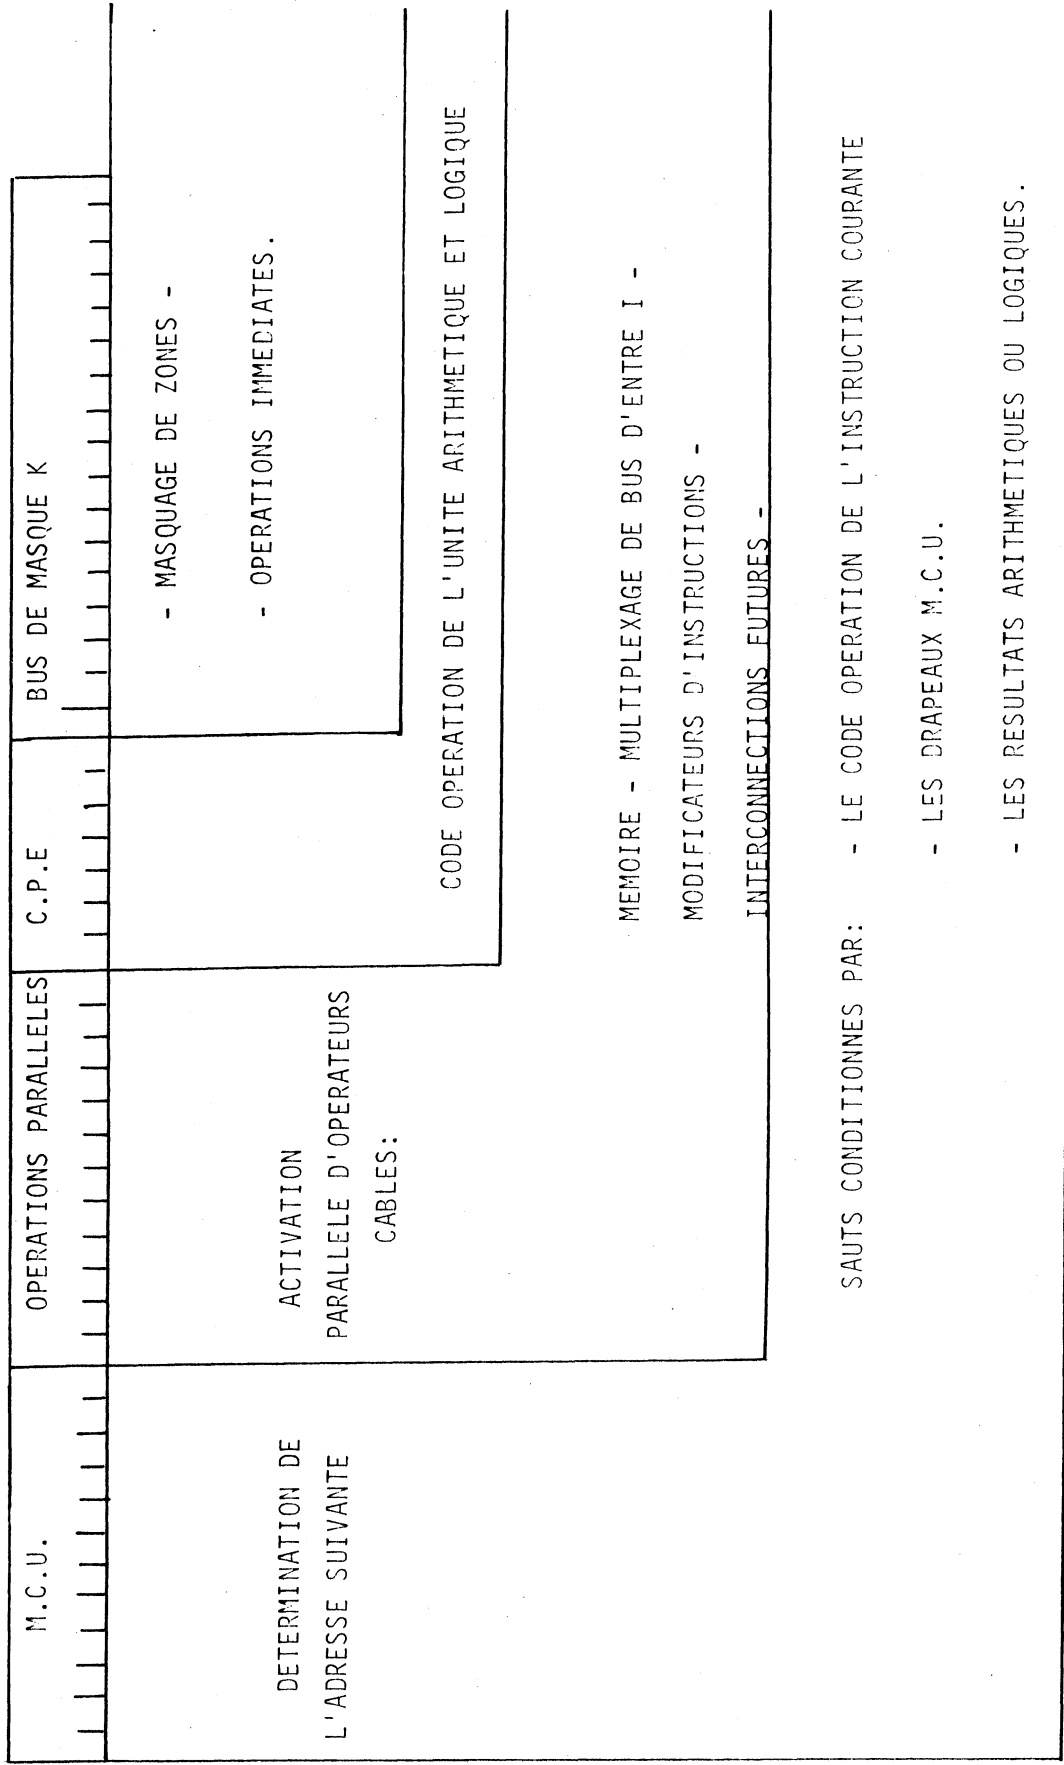 M.C.U.
OPERATIONS PARALLELES
C.P.E
BUS DE MASQUE K
- MASQUAGE DE ZONES -
- OPERATIONS IMMEDIATES.
CODE OPERATION DE L'UNITE ARITHMETIQUE ET LOGIQUE
ACTIVATION
PARALLELE D'OPERATEURS
CABLES:
MEMOIRE - MULTIPLEXAGE DE BUS D'ENTRE I -
MODIFICATEURS D'INSTRUCTIONS -
INTERCONNECTIONS FUTURES -
DETERMINATION DE
L'ADRESSE SUIVANTE
SAUTS CONDITIONNES PAR: - LE CODE OPERATION DE L'INSTRUCTION COURANTE
- LES DRAPEAUX M.C.U.
- LES RESULTATS ARITHMETIQUES OU LOGIQUES.